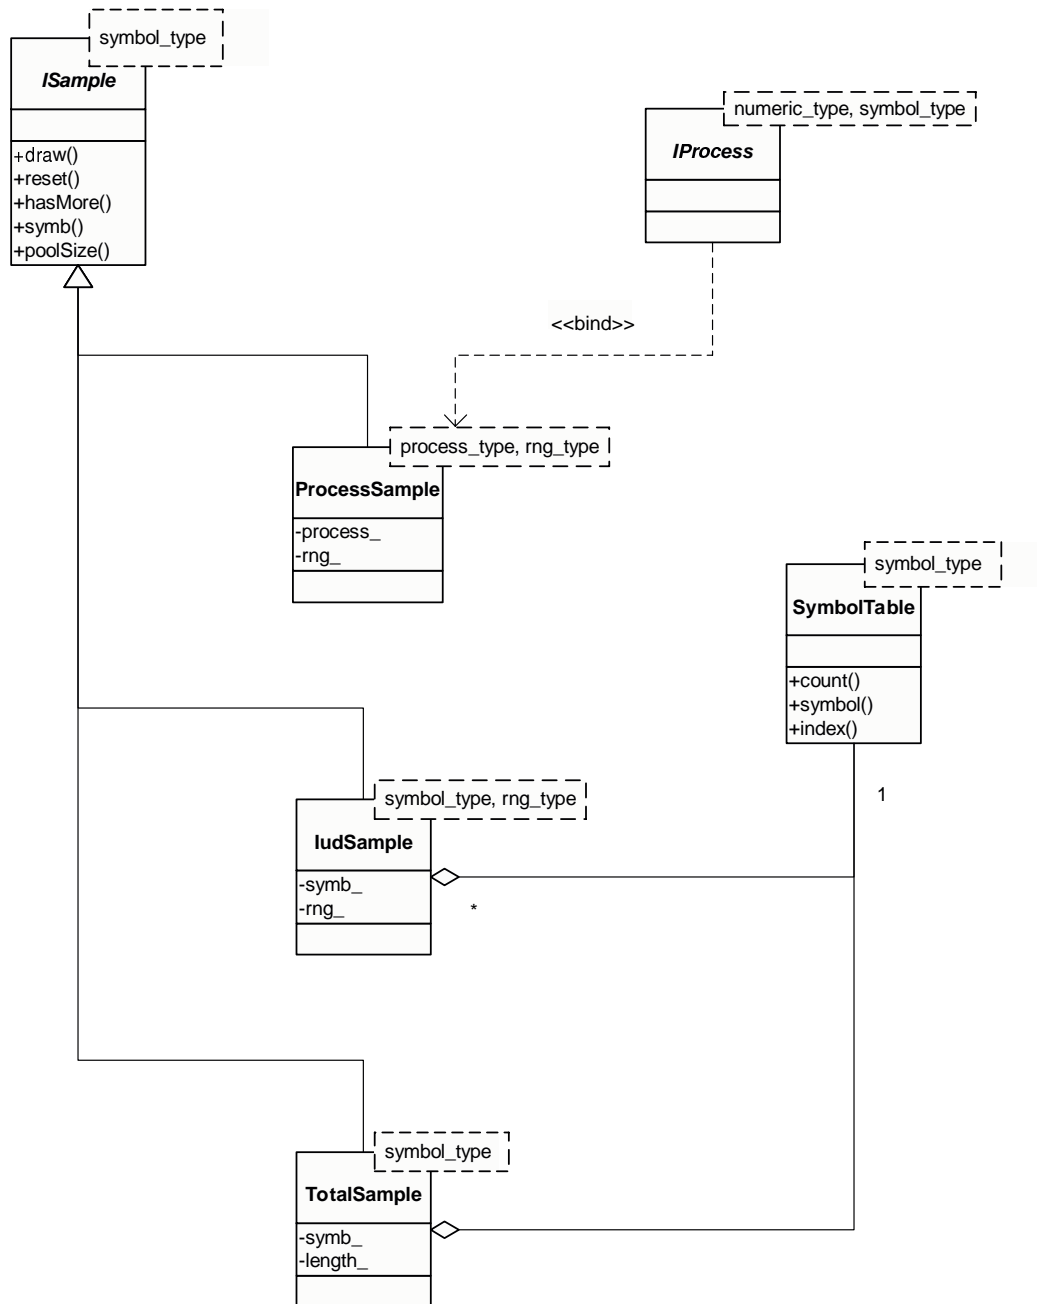 symbol_type
ISample
+draw()
+reset()
+hasMore()
+symb()
+poolSize()
numeric_type, symbol_type
IProcess
<<bind>>
process_type, rng_type
ProcessSample
-process_
-rng_
symbol_type
SymbolTable
+count()
+symbol()
+index()
1
symbol_type, rng_type
IudSample
-symb_
-rng_
*
symbol_type
TotalSample
-symb_
-length_